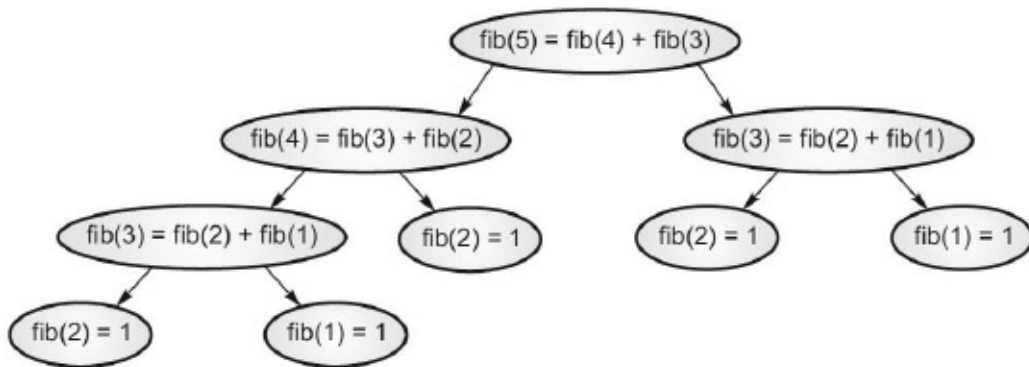 fib(5) = fib(4) + fib(3)
fib(4) = fib(3) + fib(2)
fib(3) = fib(2) + fib(1)
fib(3) = fib(2) + fib(1)
fib(2) = 1
fib(2) = 1
fib(1) = 1
fib(2) = 1
fib(1) = 1